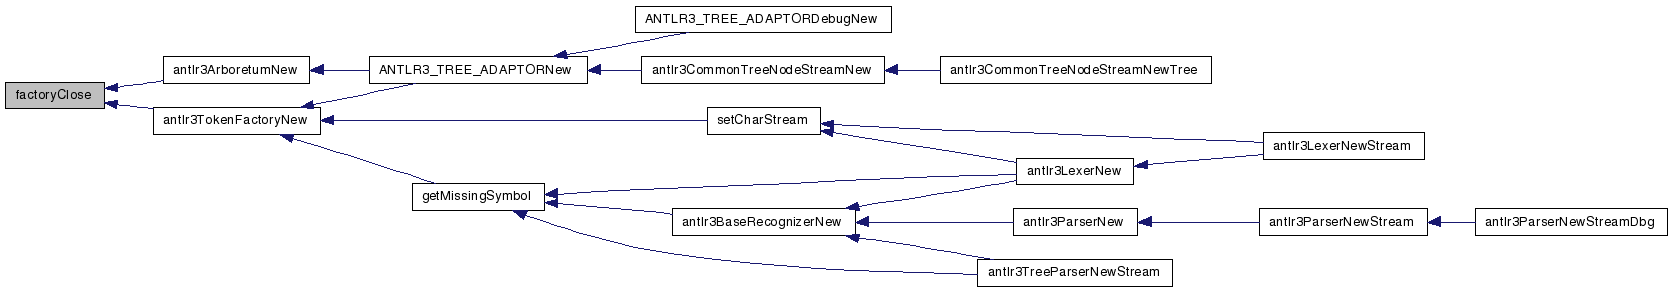 ANTLR3_TREE_ADAPTORDebugNew
antlr3ArboretumNew
ANTLR3_TREE_ADAPTORNew
antlr3CommonTreeNodeStreamNew
antlr3CommonTreeNodeStreamNewTree
factoryClose
antlr3TokenFactoryNew
setCharStream
antlr3LexerNewStream
antlr3LexerNew
getMissingSymbol
antlr3BaseRecognizerNew
antlr3ParserNew
antlr3ParserNewStream
antlr3ParserNewStreamDbg
antlr3TreeParserNewStream